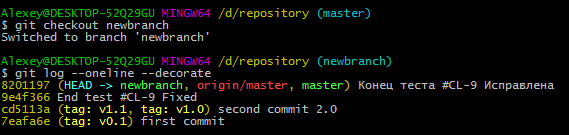 Alexey@DESKTOP-52Q29GU MINGW64 /d/repository (master)
$ git checkout newbranch
Switched to branch 'newbranch'
Alexey@DESKTOP-52Q29GU MINGW64 /d/repository (newbranch)
$ git log --oneline --decorate
8201197 (HEAD -> newbranch, origin/master, master) Конец теста #CL-9 Исправлена
9e4f366 End test #CL-9 Fixed
cd5113a (tag: v1.1, tag: v1.0) second commit 2.0
7eafa6e (tag: v0.1) first commit